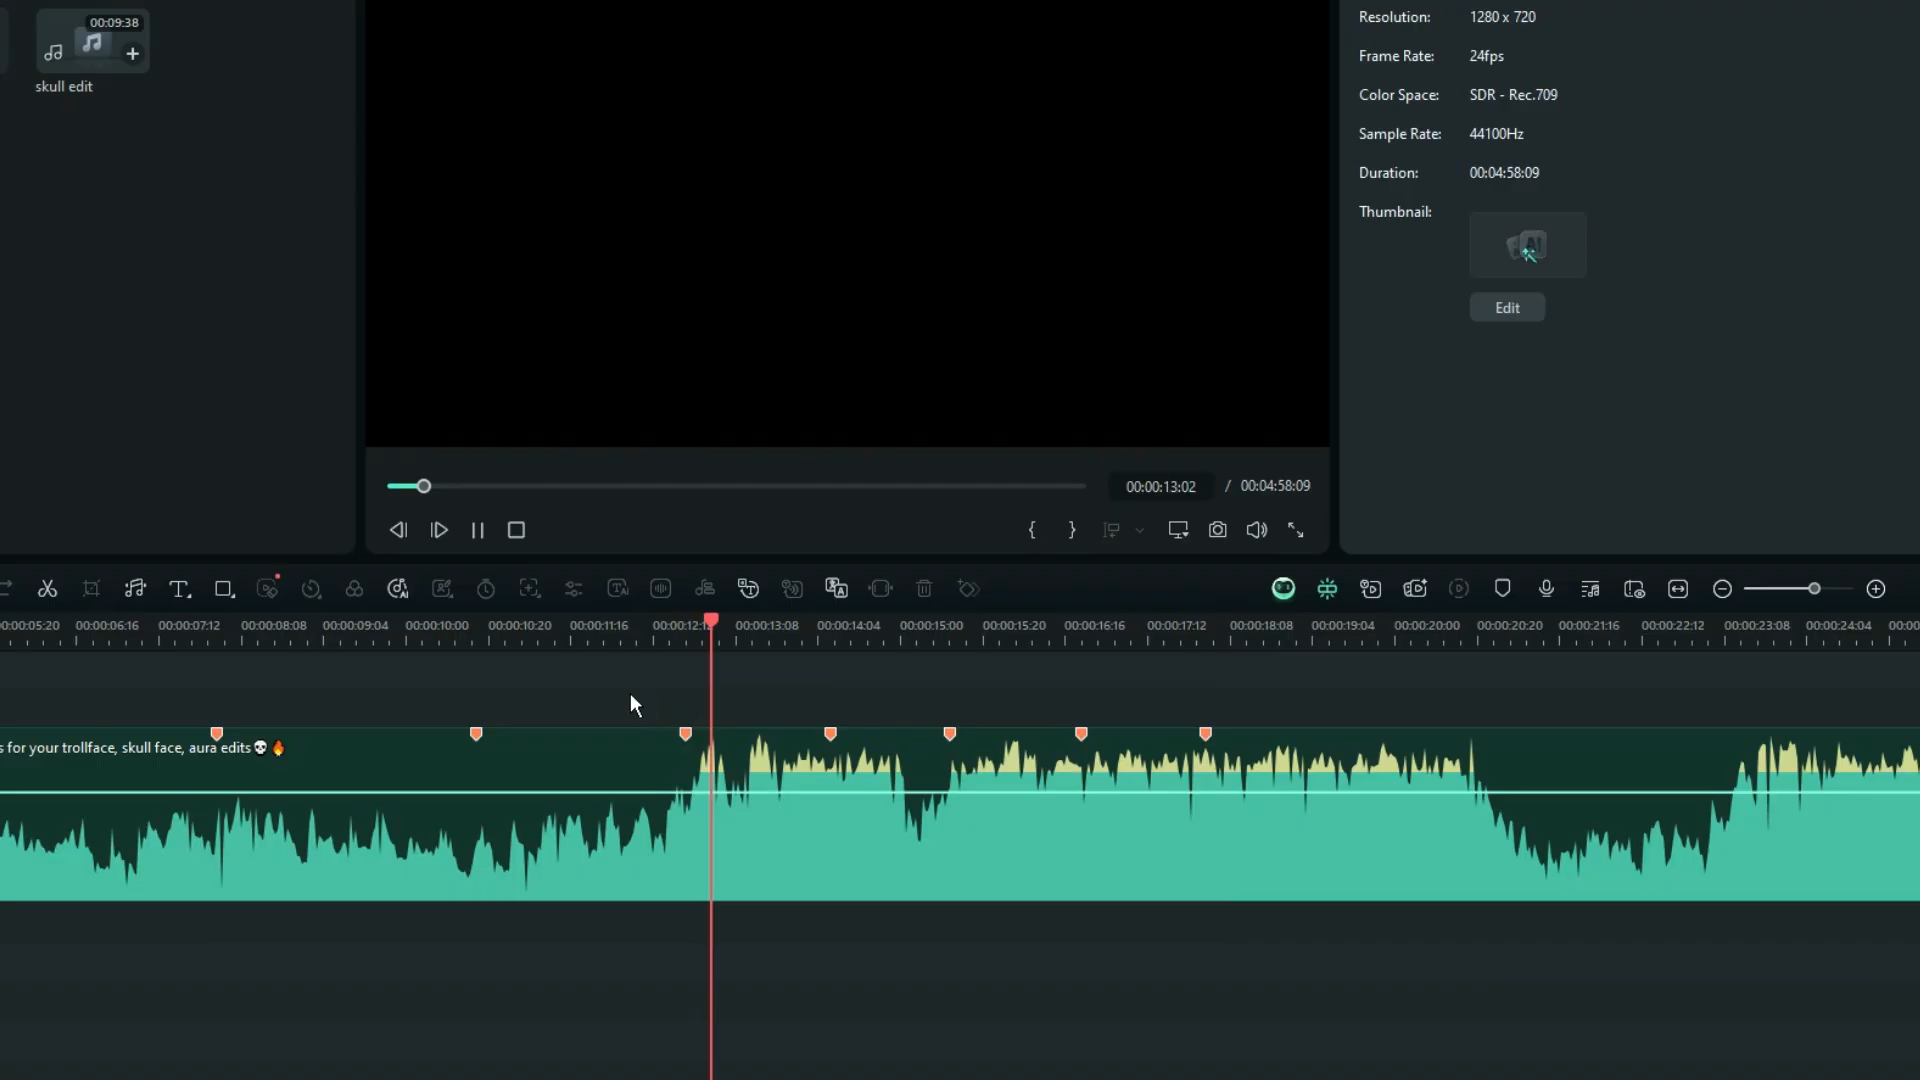 00:09:38
skull edit
Resolution: 1280 x 720
Frame Rate: 24fps
Color Space: SDR - Rec.709
Sample Rate: 44100Hz
Duration: 00:04:58:09
Thumbnail:
AI
Edit
00:00:13:02 / 00:04:58:09
00:00:05:20 00:00:06:16 00:00:07:12 00:00:08:08 00:00:09:04 00:00:10:00 00:00:10:20 00:00:11:16 00:00:12:1 00:00:13:08 00:00:14:04 00:00:15:00 00:00:15:20 00:00:16:16 00:00:17:12 00:00:18:08 00:00:19:04 00:00:20:00 00:00:20:20 00:00:21:16 00:00:22:12 00:00:23:08 00:00:24:04 00:00
s for your trollface, skull face, aura edits💀🔥